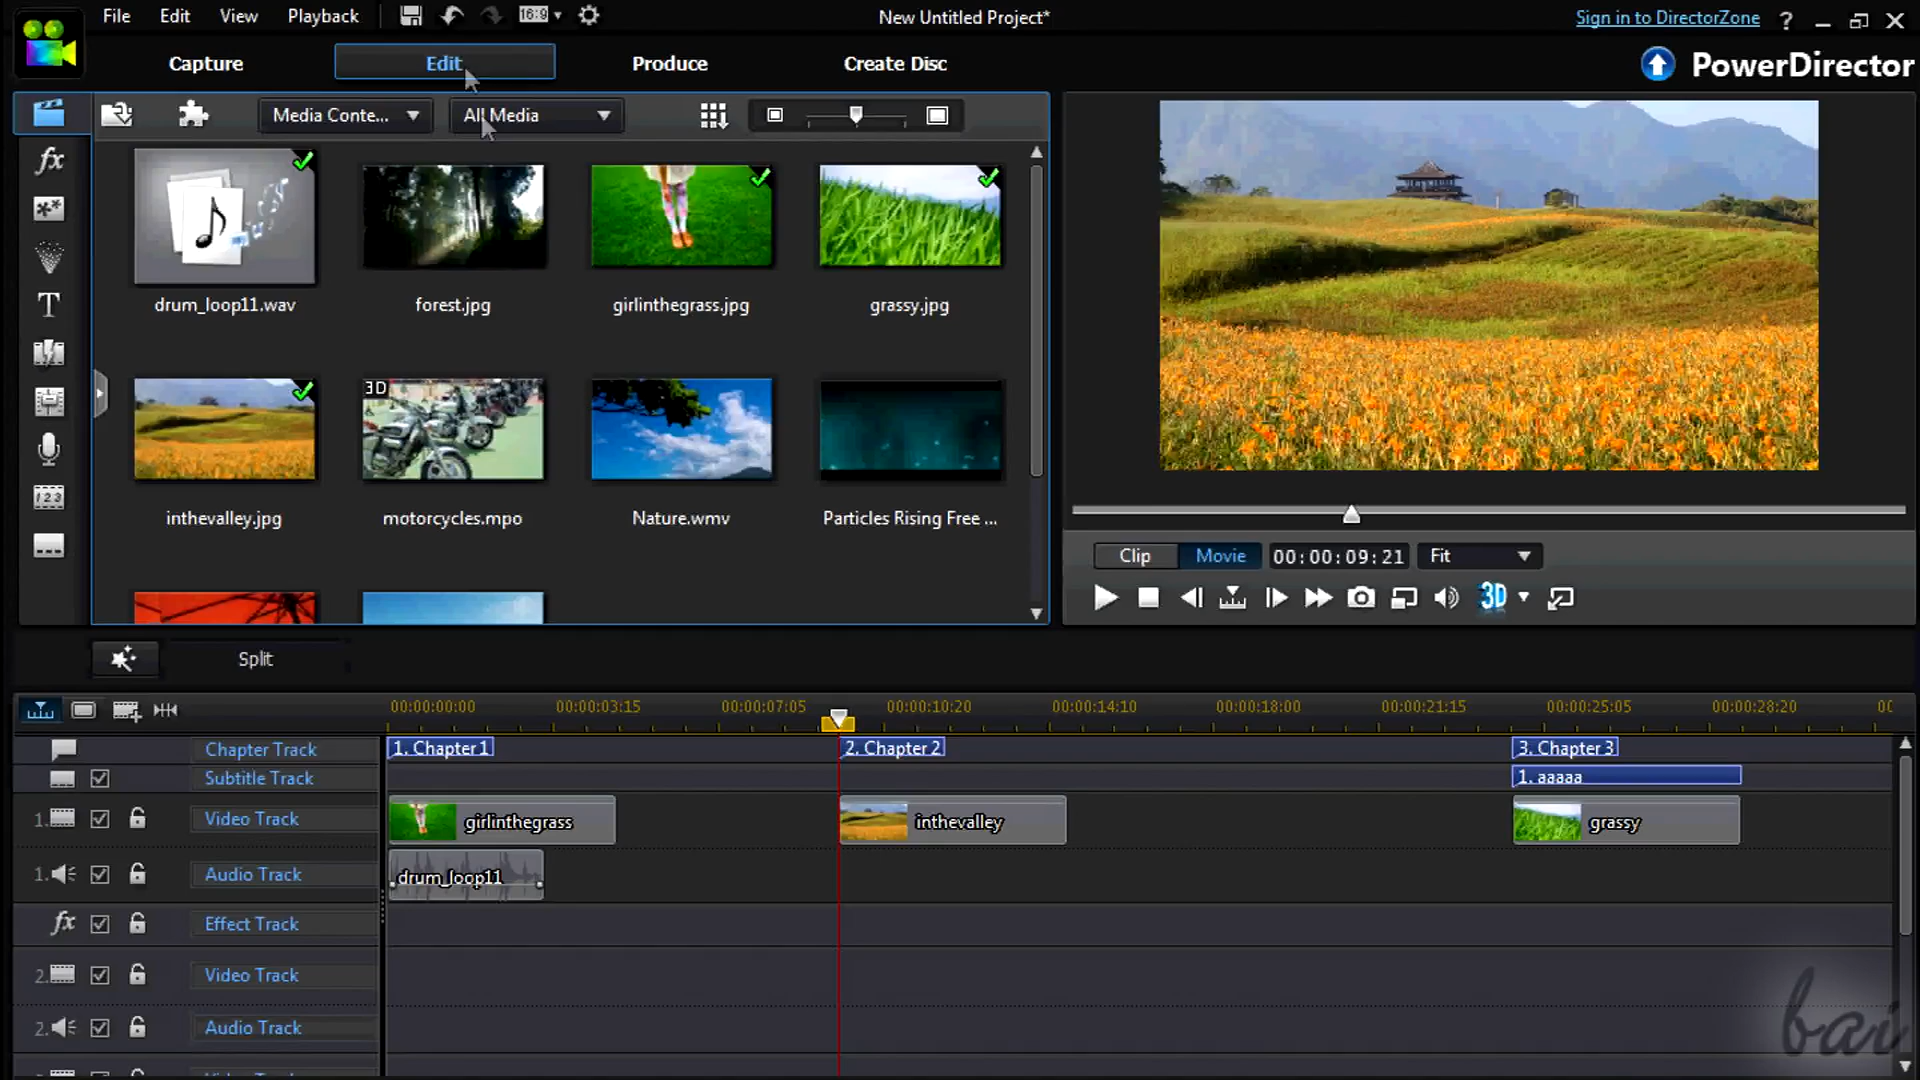 File Edit View Playback 16:9 New Untitled Project* Sign in to DirectorZone ?
Capture Edit Produce Create Disc PowerDirector
Media Conte... All Media
drum_loop11.wav forest.jpg girlinthegrass.jpg grassy.jpg
3D
inthevalley.jpg motorcycles.mpo Nature.wmv Particles Rising Free ...
fx
T
123
Clip Movie 00:00:09:21 Fit
3D
Split
00:00:00:00 00:00:03:15 00:00:07:05 00:00:10:20 00:00:14:10 00:00:18:00 00:00:21:15 00:00:25:05 00:00:28:20 00
Chapter Track 1. Chapter 1 2. Chapter 2 3. Chapter 3
Subtitle Track 1. aaaaa
1. Video Track girlinthegrass inthevalley grassy
1. Audio Track drum_loop11
fx Effect Track
2. Video Track
2. Audio Track
bai